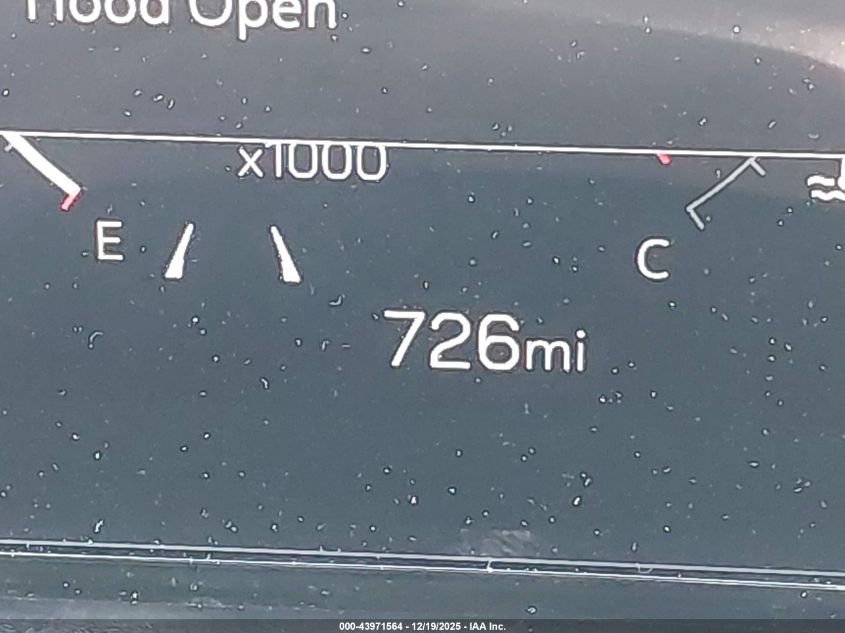 Hood Open
x1000
E
C
726mi
000-43971564 - 12/19/2025 - IAA Inc.